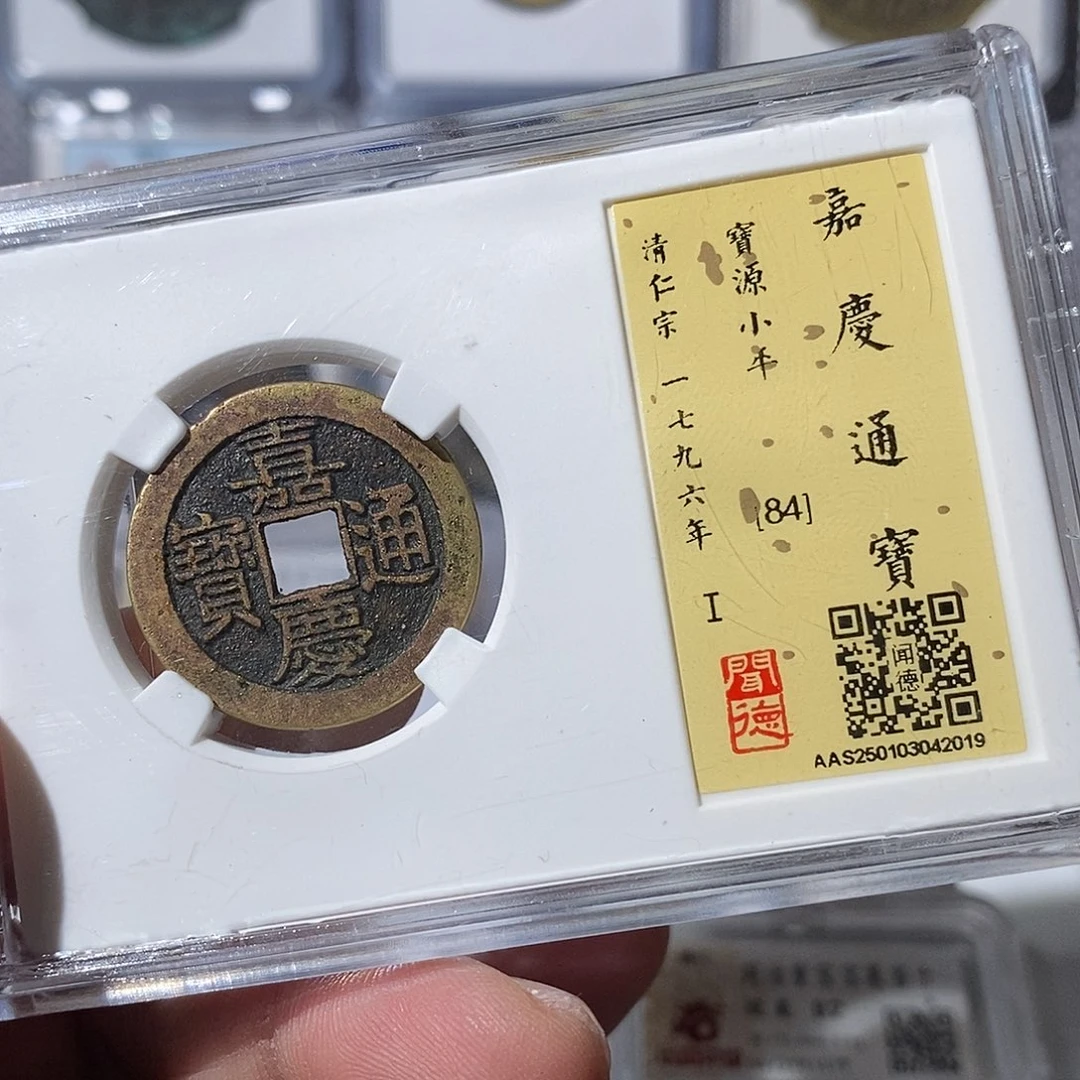 嘉慶通寶
嘉慶通寶
寶源小平
清仁宗 一七九六年 I
[84]
聞德
闻德
AAS250103042019